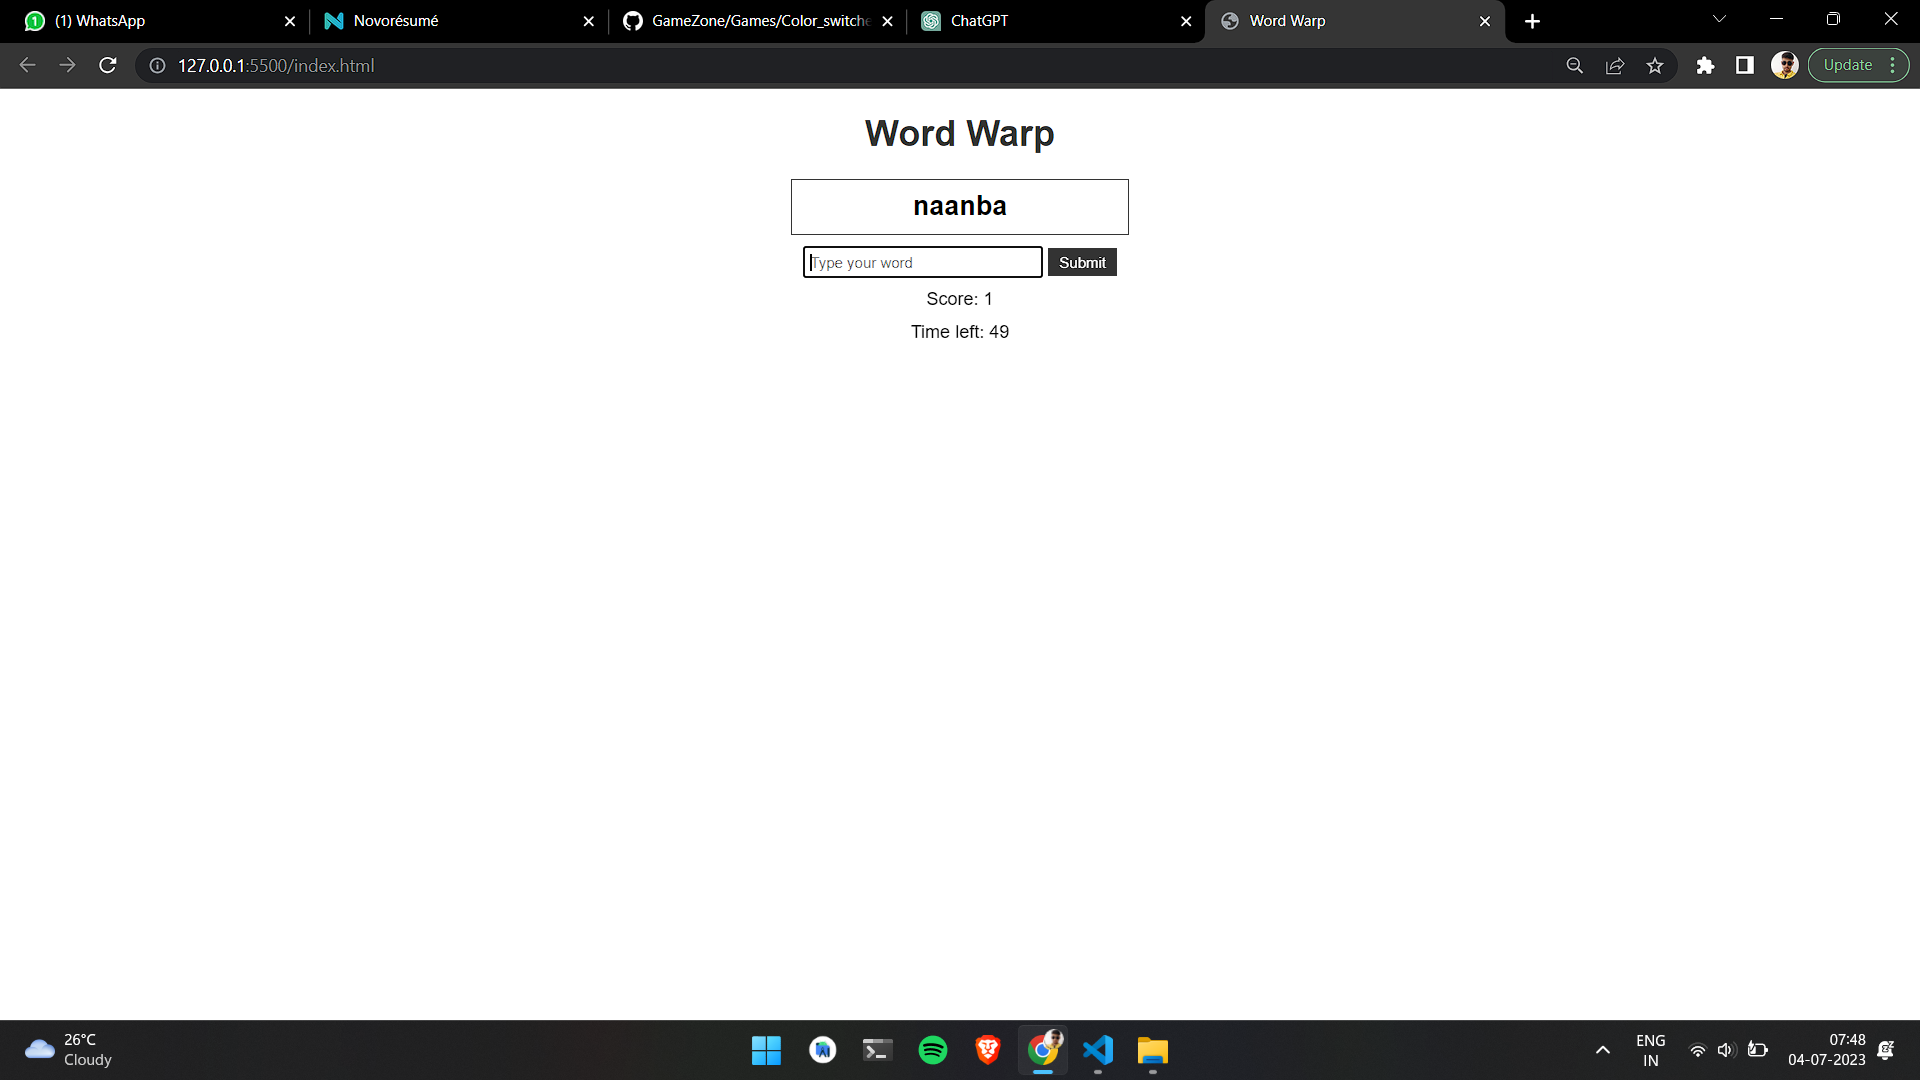 (1) WhatsApp
Novorésumé
GameZone/Games/Color_switche
ChatGPT
Word Warp
127.0.0.1:5500/index.html
Update
Word Warp
naanba
Type your word
Submit
Score: 1
Time left: 49
26°C
Cloudy
ENG
IN
07:48
04-07-2023